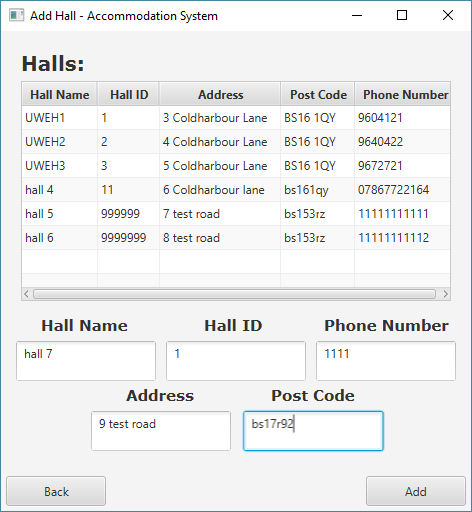 Add Hall - Accommodation System
Halls:
Hall Name Hall ID Address Post Code Phone Number
UWEH1 1 3 Coldharbour Lane BS16 1QY 9604121
UWEH2 2 4 Coldharbour Lane BS16 1QY 9640422
UWEH3 3 5 Coldharbour Lane BS16 1QY 9672721
hall 4 11 6 Coldharbour lane bs161qy 07867722164
hall 5 999999 7 test road bs153rz 11111111111
hall 6 9999999 8 test road bs153rz 11111111112
Hall Name Hall ID Phone Number
hall 7 1 1111
Address Post Code
9 test road bs17r92
Back Add